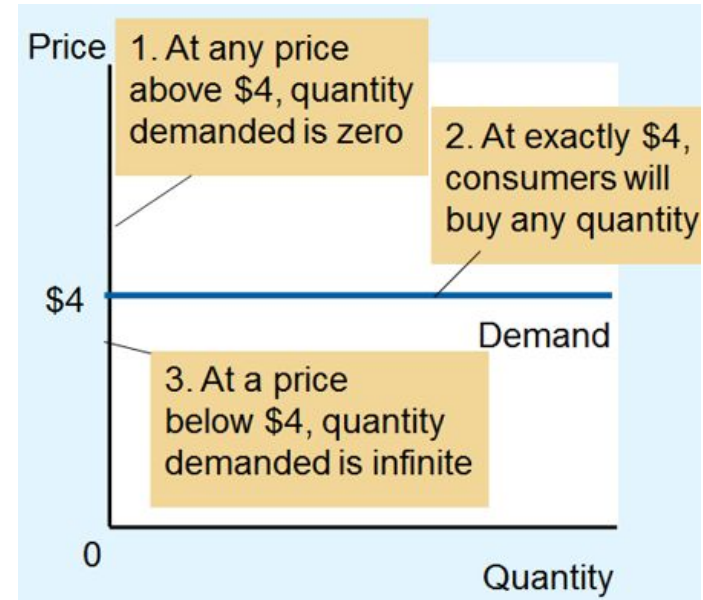 Price
1. At any price
above $4, quantity
demanded is zero
2. At exactly $4,
consumers will
buy any quantity
$4
Demand
3. At a price
below $4, quantity
demanded is infinite
0
Quantity